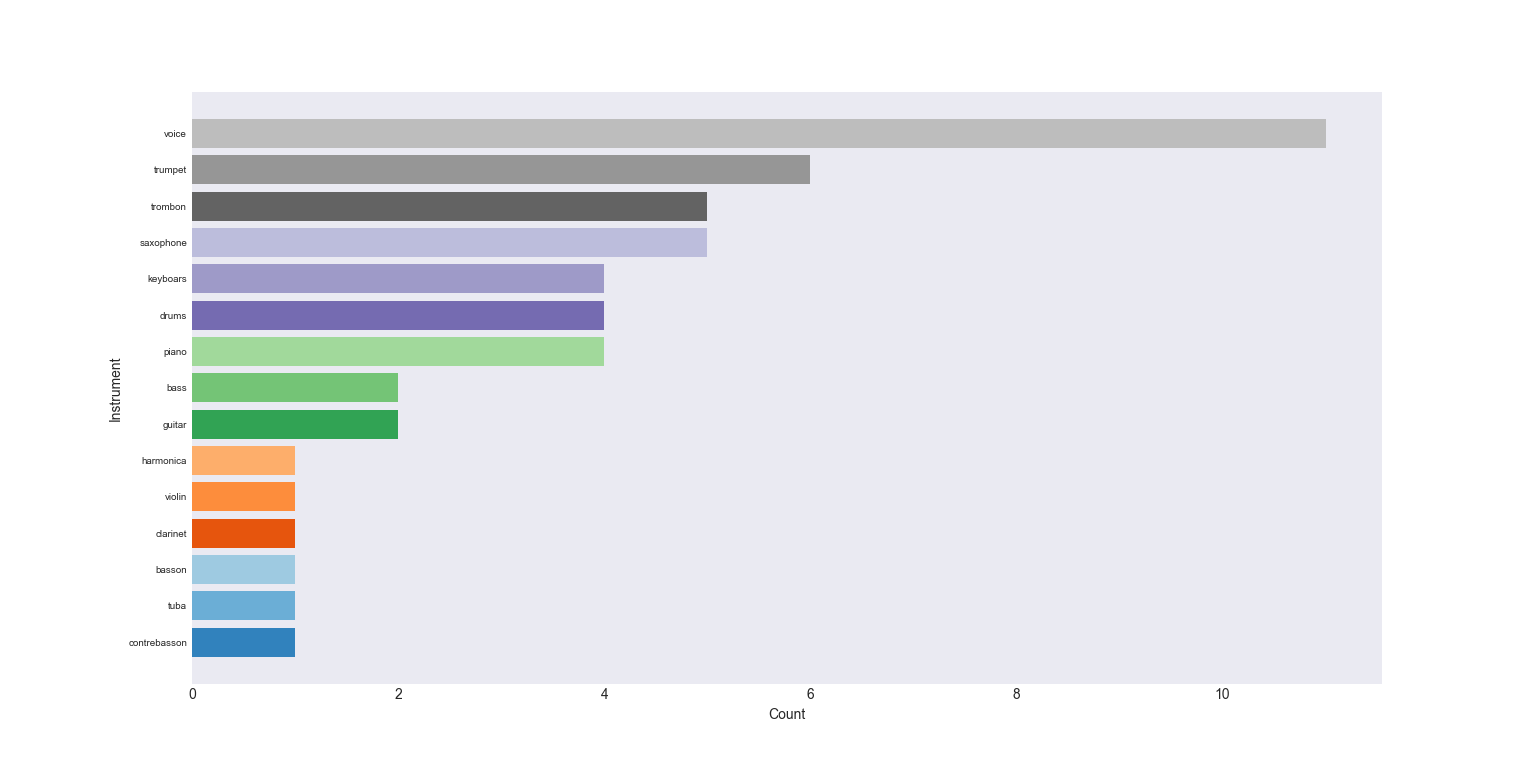 voice
trumpet
trombon
saxophone
keyboars
drums
piano
bass
guitar
harmonica
violin
clarinet
basson
tuba
contrebasson
Instrument
0 2 4 6 8 10
Count